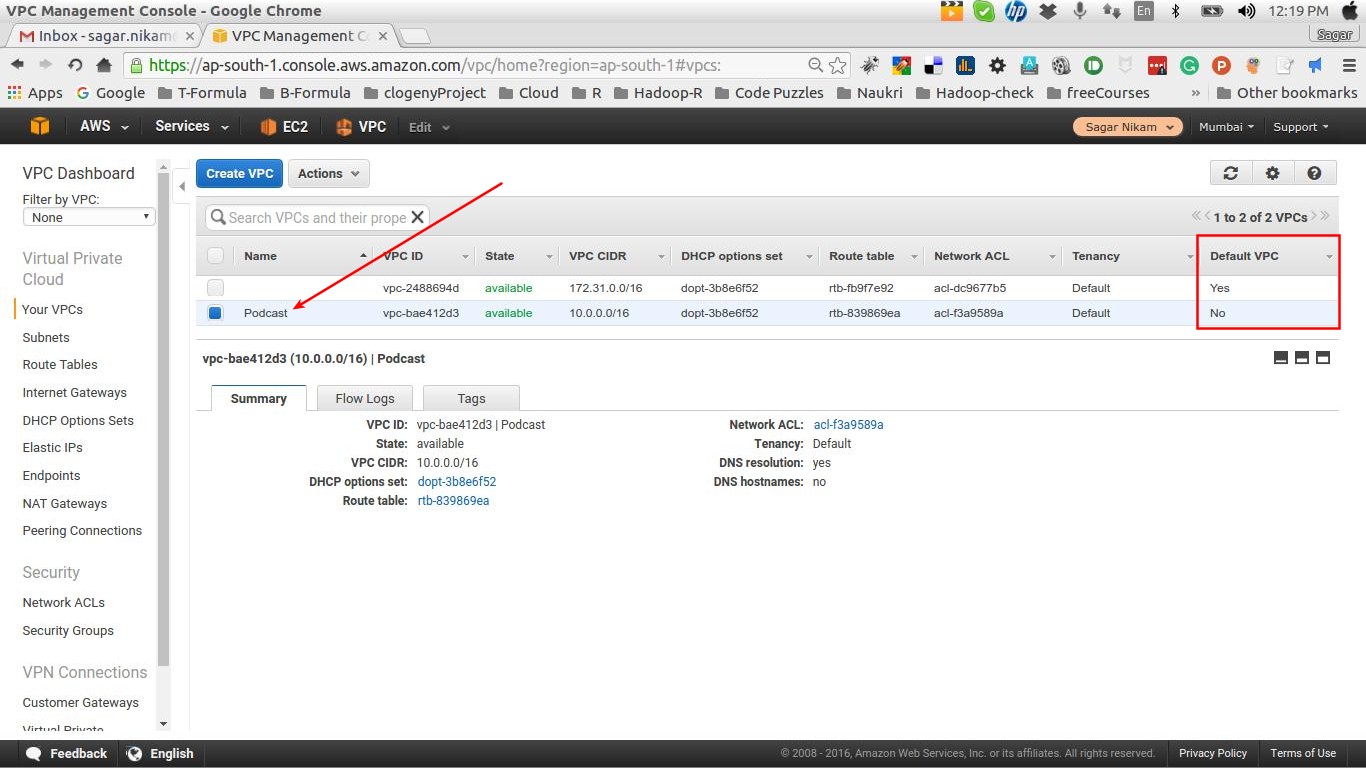 VPC Management Console - Google Chrome
En
12:19 PM
Inbox - sagar.nikam
VPC Management C
Sagar
https://ap-south-1.console.aws.amazon.com/vpc/home?region=ap-south-1#vpcs:
Apps Google T-Formula B-Formula clogenyProject Cloud R Hadoop-R Code Puzzles Naukri Hadoop-check freeCourses » Other bookmarks
AWS Services EC2 VPC Edit Sagar Nikam Mumbai Support
VPC Dashboard
Filter by VPC:
None
Virtual Private
Cloud
Your VPCs
Subnets
Route Tables
Internet Gateways
DHCP Options Sets
Elastic IPs
Endpoints
NAT Gateways
Peering Connections
Security
Network ACLs
Security Groups
VPN Connections
Customer Gateways
Virtual Private
Create VPC Actions
Search VPCs and their prope
1 to 2 of 2 VPCs
Name VPC ID State VPC CIDR DHCP options set Route table Network ACL Tenancy Default VPC
vpc-2488694d available 172.31.0.0/16 dopt-3b8e6f52 rtb-fb9f7e92 acl-dc9677b5 Default Yes
Podcast vpc-bae412d3 available 10.0.0.0/16 dopt-3b8e6f52 rtb-839869ea acl-f3a9589a Default No
vpc-bae412d3 (10.0.0.0/16) | Podcast
Summary Flow Logs Tags
VPC ID: vpc-bae412d3 | Podcast
State: available
VPC CIDR: 10.0.0.0/16
DHCP options set: dopt-3b8e6f52
Route table: rtb-839869ea
Network ACL: acl-f3a9589a
Tenancy: Default
DNS resolution: yes
DNS hostnames: no
Feedback English
© 2008 - 2016, Amazon Web Services, Inc. or its affiliates. All rights reserved. Privacy Policy Terms of Use